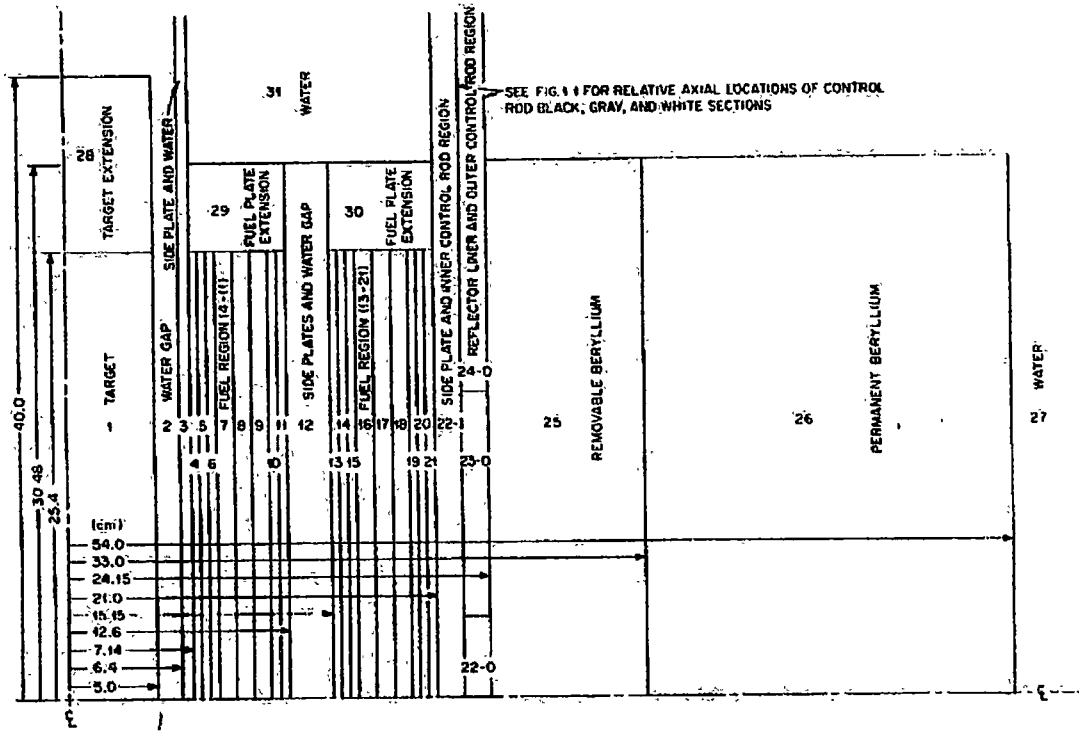 SEE FIG. 1 1 FOR RELATIVE AXIAL LOCATIONS OF CONTROL
ROD BLACK, GRAY, AND WHITE SECTIONS
SIDE PLATE AND WATER
31
WATER
SIDE PLATE AND INNER CONTROL ROD REGION
REFLECTOR LINER AND OUTER CONTROL ROD REGION
28
TARGET EXTENSION
29
FUEL PLATE
EXTENSION
30
FUEL PLATE
EXTENSION
40.0
30.48
25.4
TARGET
WATER GAP
FUEL REGION (4-11)
SIDE PLATES AND WATER GAP
FUEL REGION (13-21)
REMOVABLE BERYLLIUM
PERMANENT BERYLLIUM
WATER
24-0
1 2 3 5 7 8 9 11 12 14 16 17 18 20 22-I 25 26 27
4 6 10 13 15 19 21 23-0
(cm)
54.0
33.0
24.15
21.0
15.15
12.6
7.14
6.4
5.0
22-0
℄
℄